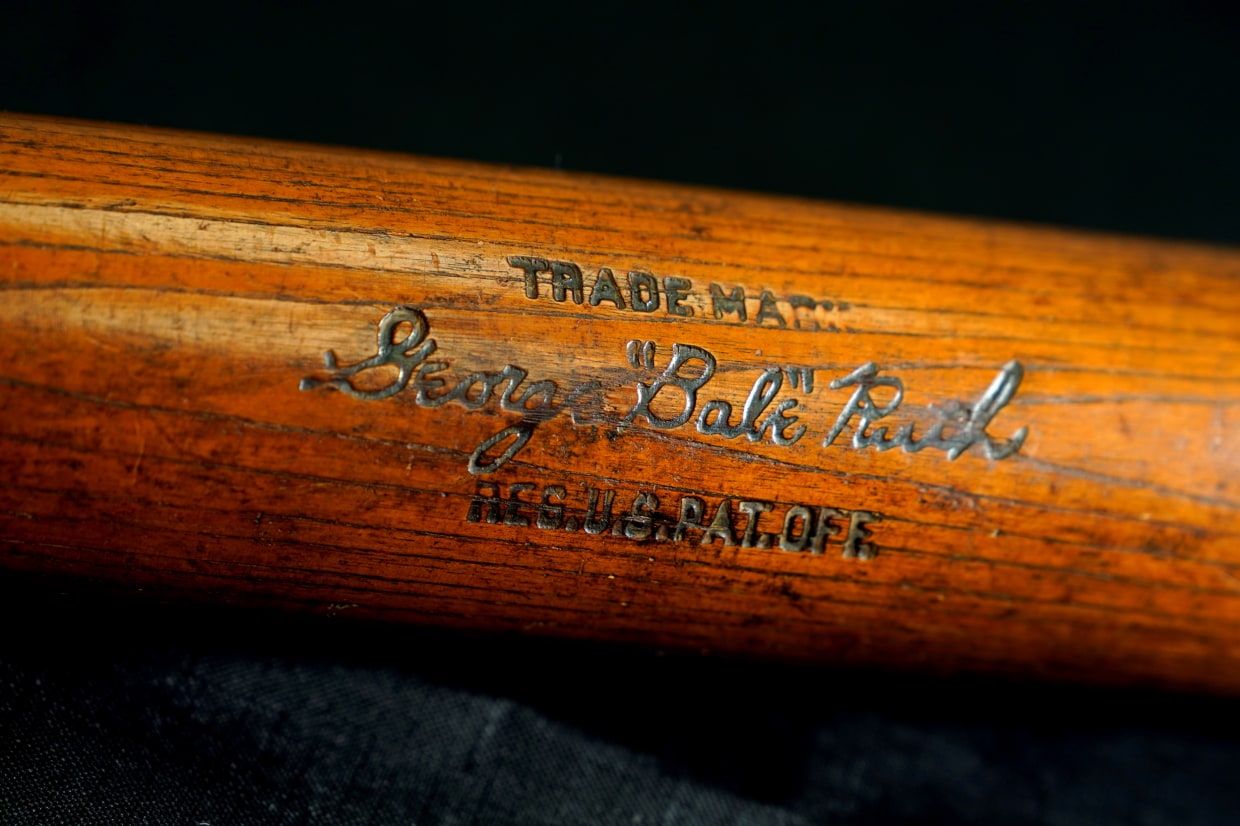 TRADE MARK
George "Babe" Ruth
REG. U.S. PAT. OFF.